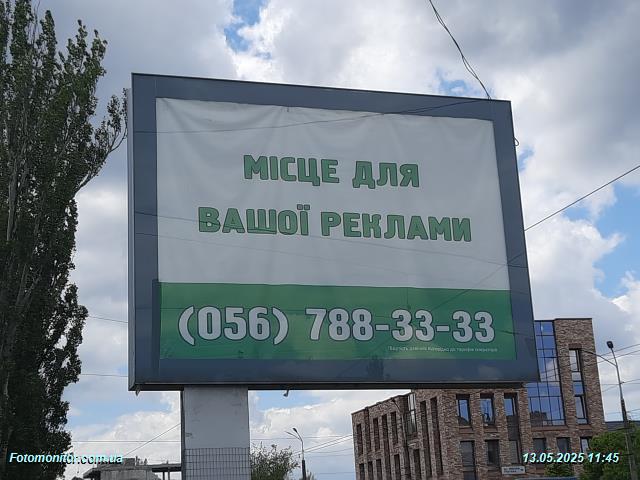 МІСЦЕ ДЛЯ
ВАШОЇ РЕКЛАМИ
(056) 788-33-33
Fotomonitor.com.ua
13.05.2025 11:45